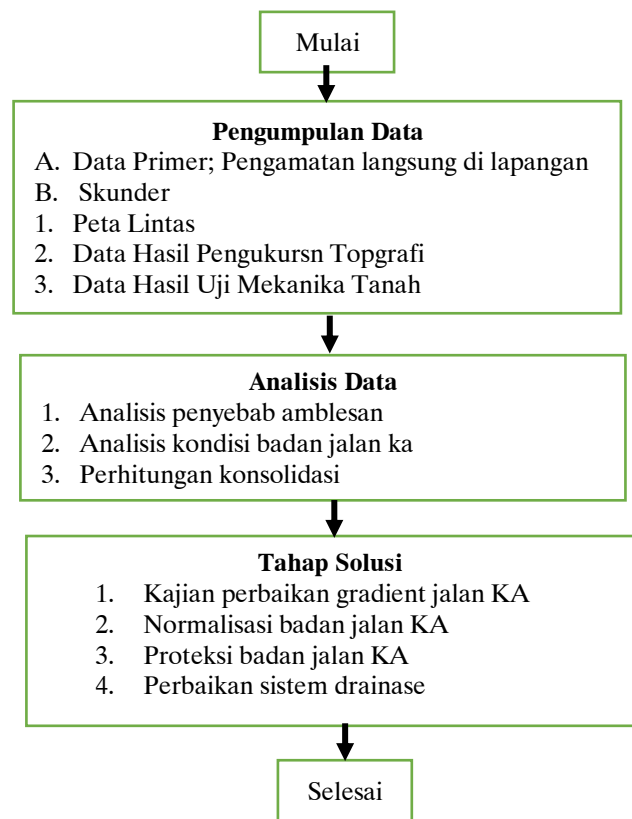 Mulai
Pengumpulan Data
A. Data Primer; Pengamatan langsung di lapangan
B. Skunder
1. Peta Lintas
2. Data Hasil Pengukursn Topgrafi
3. Data Hasil Uji Mekanika Tanah
Analisis Data
1. Analisis penyebab amblesan
2. Analisis kondisi badan jalan ka
3. Perhitungan konsolidasi
Tahap Solusi
1. Kajian perbaikan gradient jalan KA
2. Normalisasi badan jalan KA
3. Proteksi badan jalan KA
4. Perbaikan sistem drainase
Selesai